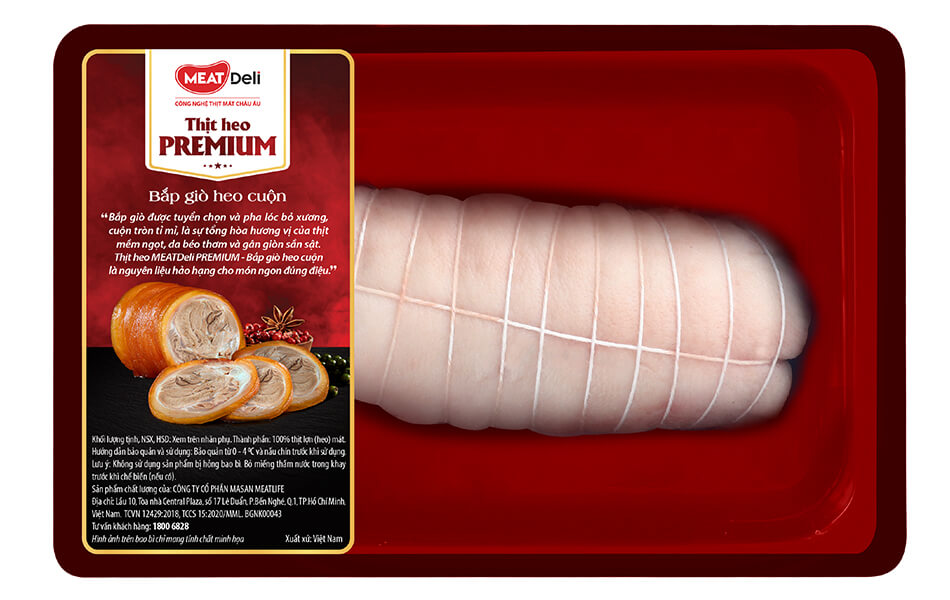 MEAT Deli
CÔNG NGHỆ THỊT MÁT CHÂU ÂU
Thịt heo
PREMIUM
Bắp giò heo cuộn
“Bắp giò được tuyển chọn và pha lóc bỏ xương,
cuộn tròn tỉ mỉ, là sự tổng hòa hương vị của thịt
mềm ngọt, da béo thơm và gân giòn sần sật.
Thịt heo MEATDeli PREMIUM - Bắp giò heo cuộn
là nguyên liệu hảo hạng cho món ngon đúng điệu.”
Khối lượng tịnh, NSX, HSD: Xem trên nhãn phụ. Thành phần: 100% thịt lợn (heo) mát.
Hướng dẫn bảo quản và sử dụng: Bảo quản từ 0 - 4 ºC và nấu chín trước khi sử dụng.
Lưu ý: Không sử dụng sản phẩm bị hỏng bao bì. Bỏ miếng thấm nước trong khay
trước khi chế biến (nếu có).
Sản phẩm chất lượng của: CÔNG TY CỔ PHẦN MASAN MEATLIFE
Địa chỉ: Lầu 10, Tòa nhà Central Plaza, số 17 Lê Duẩn, P.Bến Nghé, Q.1, TP.Hồ Chí Minh,
Việt Nam. TCVN 12429:2018, TCCS 15:2020/MML. BGNK00043
Tư vấn khách hàng: 1800 6828
Hình ảnh trên bao bì chỉ mang tính chất minh họa Xuất xứ: Việt Nam